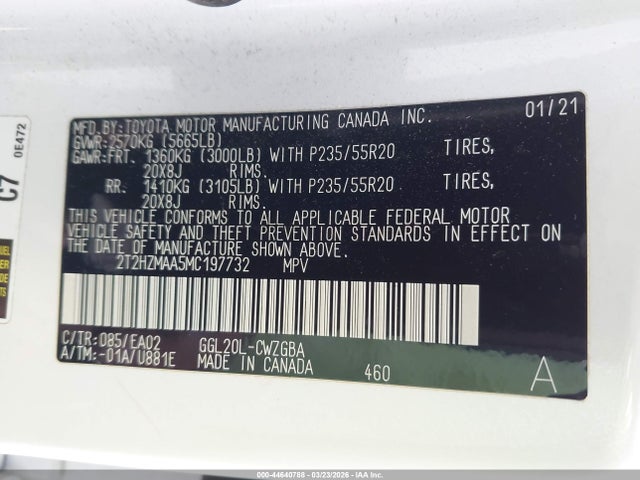 MFD.BY:TOYOTA MOTOR MANUFACTURING CANADA INC. 01/21
GVWR:2570KG (5665LB)
GAWR:FRT. 1360KG (3000LB) WITH P235/55R20 TIRES,
20X8J RIMS.
RR. 1410KG (3105LB) WITH P235/55R20 TIRES,
20X8J RIMS.
THIS VEHICLE CONFORMS TO ALL APPLICABLE FEDERAL MOTOR
VEHICLE SAFETY AND THEFT PREVENTION STANDARDS IN EFFECT ON
THE DATE OF MANUFACTURE SHOWN ABOVE.
2T2HZMAA5MC197732 MPV
C/TR:085/EA02 GGL20L-CWZGBA
A/TM:-01A/U881E MADE IN CANADA 460 A
C7
0E472
000-44640768 - 03/23/2026 - IAAI, Inc.